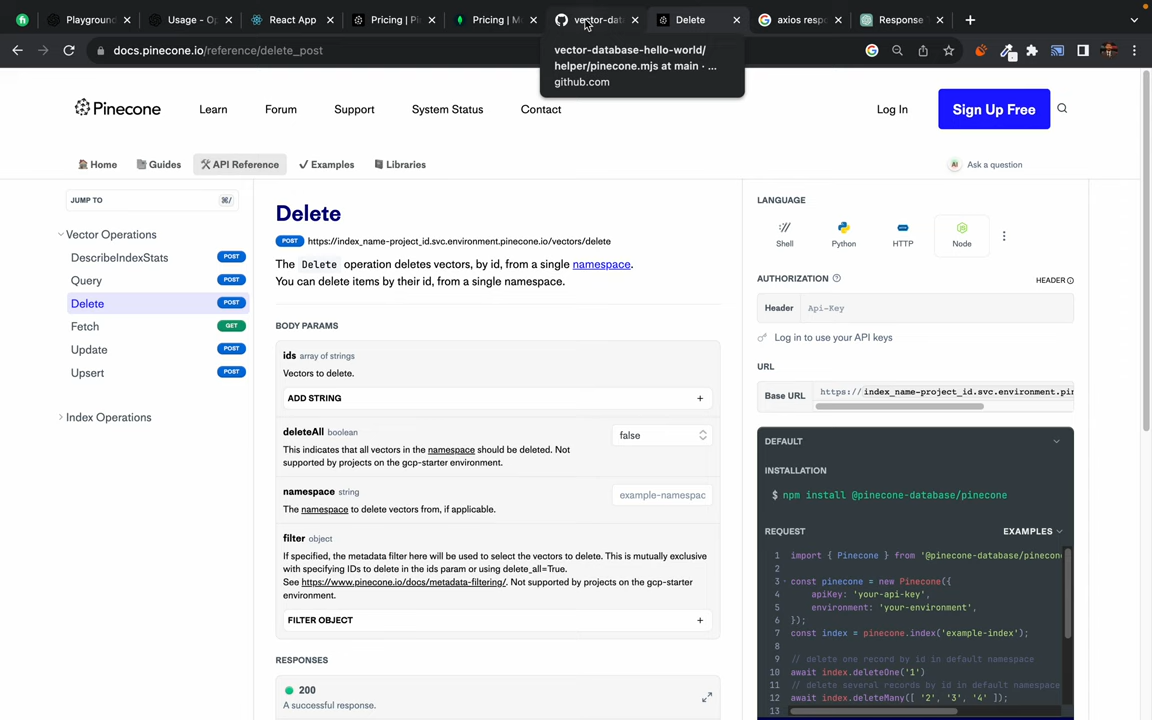 Playground
Usage - Op
React App
Pricing | Pi
Pricing | M
vector-data
Delete
axios respo
Response T
docs.pinecone.io/reference/delete_post
vector-database-hello-world/
helper/pinecone.mjs at main · ...
github.com
Pinecone
Learn
Forum
Support
System Status
Contact
Log In
Sign Up Free
Home
Guides
API Reference
Examples
Libraries
AI
Ask a question
JUMP TO
⌘/
Vector Operations
DescribeIndexStats
POST
Query
POST
Delete
POST
Fetch
GET
Update
POST
Upsert
POST
Index Operations
Delete
POST https://index_name-project_id.svc.environment.pinecone.io/vectors/delete
The Delete operation deletes vectors, by id, from a single namespace.
You can delete items by their id, from a single namespace.
BODY PARAMS
ids array of strings
Vectors to delete.
ADD STRING
+
deleteAll boolean
false
This indicates that all vectors in the namespace should be deleted. Not
supported by projects on the gcp-starter environment.
namespace string
example-namespac
The namespace to delete vectors from, if applicable.
filter object
If specified, the metadata filter here will be used to select the vectors to delete. This is mutually exclusive
with specifying IDs to delete in the ids param or using delete_all=True.
See https://www.pinecone.io/docs/metadata-filtering/. Not supported by projects on the gcp-starter
environment.
FILTER OBJECT
+
RESPONSES
200
A successful response.
LANGUAGE
Shell
Python
HTTP
Node
AUTHORIZATION
HEADER
Header
Api-Key
Log in to use your API keys
URL
Base URL
https://index_name-project_id.svc.environment.pin
DEFAULT
INSTALLATION
$ npm install @pinecone-database/pinecone
REQUEST
EXAMPLES
1 import { Pinecone } from '@pinecone-database/pinecon
2
3 const pinecone = new Pinecone({
4 apiKey: 'your-api-key',
5 environment: 'your-environment',
6 });
7 const index = pinecone.index('example-index');
8
9 // delete one record by id in default namespace
10 await index.deleteOne('1')
11 // delete several records by id in default namespace
12 await index.deleteMany([ '2', '3', '4' ]);
13